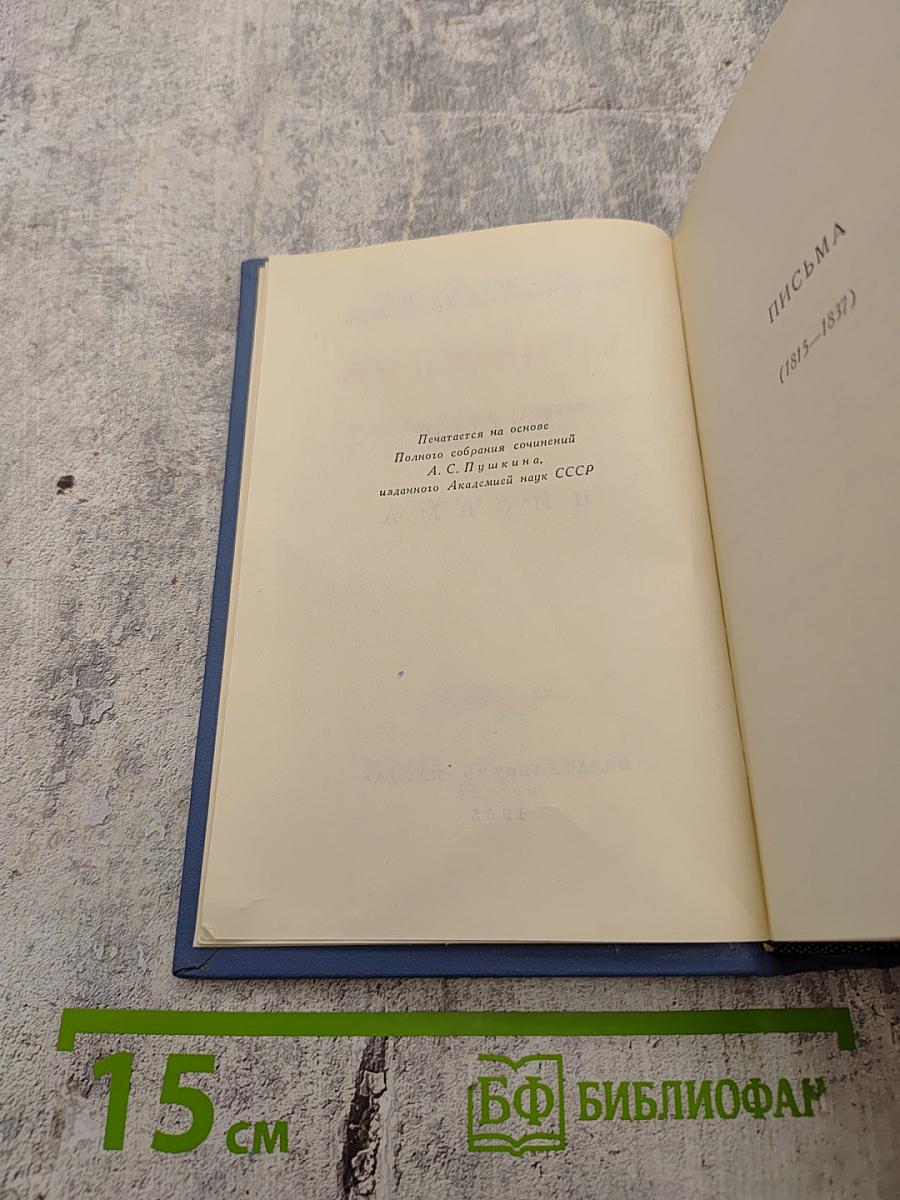 Печатается на основе
Полного собрания сочинений
А. С. Пушкина,
изданного Академией наук СССР
ПИСЬМА
(1815—1837)
15 см
БФ БИБЛИОФАН